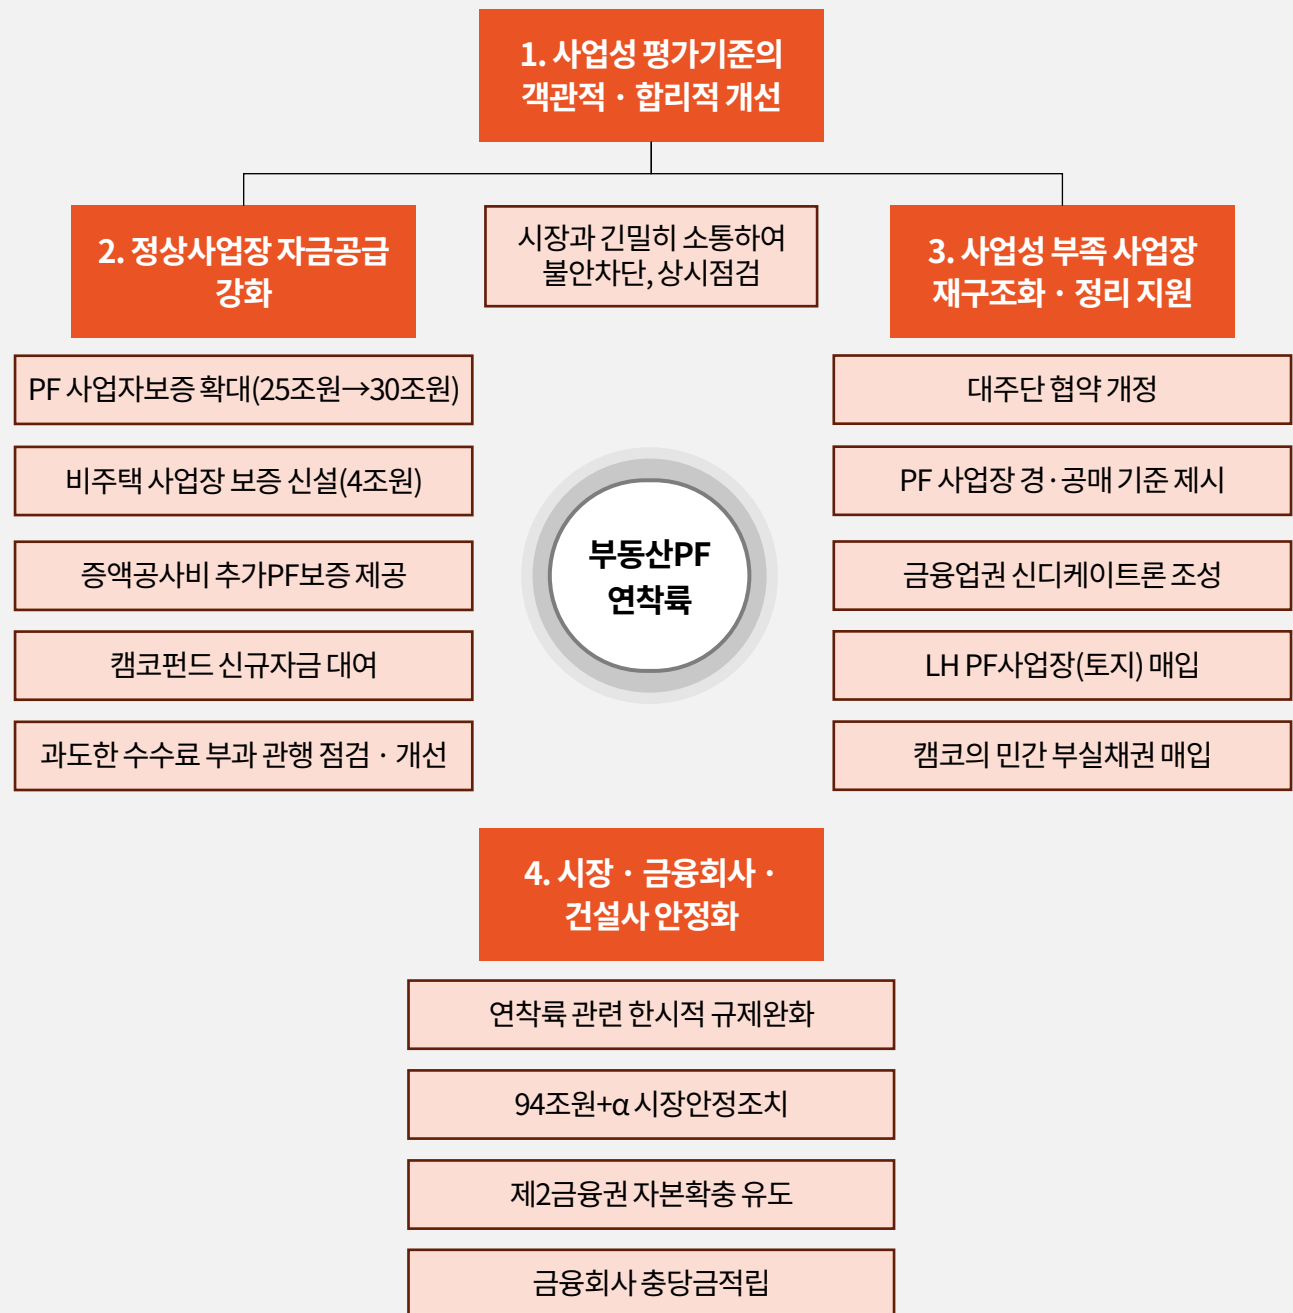 1. 사업성 평가기준의
객관적 · 합리적 개선
2. 정상사업장 자금공급
강화
시장과 긴밀히 소통하여
불안차단, 상시점검
3. 사업성 부족 사업장
재구조화 · 정리 지원
PF 사업자보증 확대(25조원→30조원)
비주택 사업장 보증 신설(4조원)
증액공사비 추가PF보증 제공
캠코펀드 신규자금 대여
과도한 수수료 부과 관행 점검 · 개선
부동산PF
연착륙
대주단 협약 개정
PF 사업장 경·공매 기준 제시
금융업권 신디케이트론 조성
LH PF사업장(토지) 매입
캠코의 민간 부실채권 매입
4. 시장 · 금융회사 ·
건설사 안정화
연착륙 관련 한시적 규제완화
94조원+α 시장안정조치
제2금융권 자본확충 유도
금융회사 충당금적립